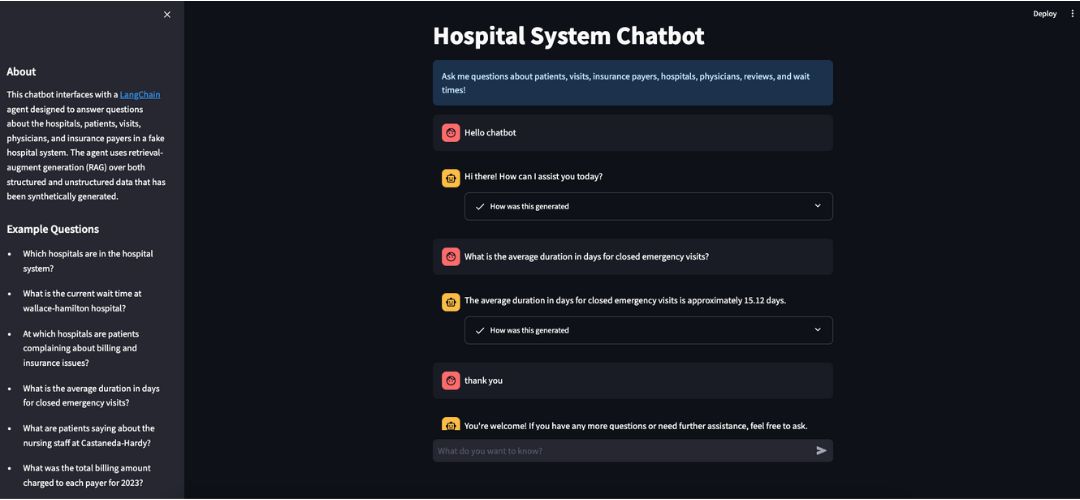 Deploy
About
This chatbot interfaces with a LangChain
agent designed to answer questions
about the hospitals, patients, visits,
physicians, and insurance payers in a fake
hospital system. The agent uses retrieval-
augment generation (RAG) over both
structured and unstructured data that has
been synthetically generated.
Example Questions
Which hospitals are in the hospital
system?
What is the current wait time at
wallace-hamilton hospital?
At which hospitals are patients
complaining about billing and
insurance issues?
What is the average duration in days
for closed emergency visits?
What are patients saying about the
nursing staff at Castaneda-Hardy?
What was the total billing amount
charged to each payer for 2023?
Hospital System Chatbot
Ask me questions about patients, visits, insurance payers, hospitals, physicians, reviews, and wait
times!
Hello chatbot
Hi there! How can I assist you today?
How was this generated
What is the average duration in days for closed emergency visits?
The average duration in days for closed emergency visits is approximately 15.12 days.
How was this generated
thank you
You're welcome! If you have any more questions or need further assistance, feel free to ask.
What do you want to know?